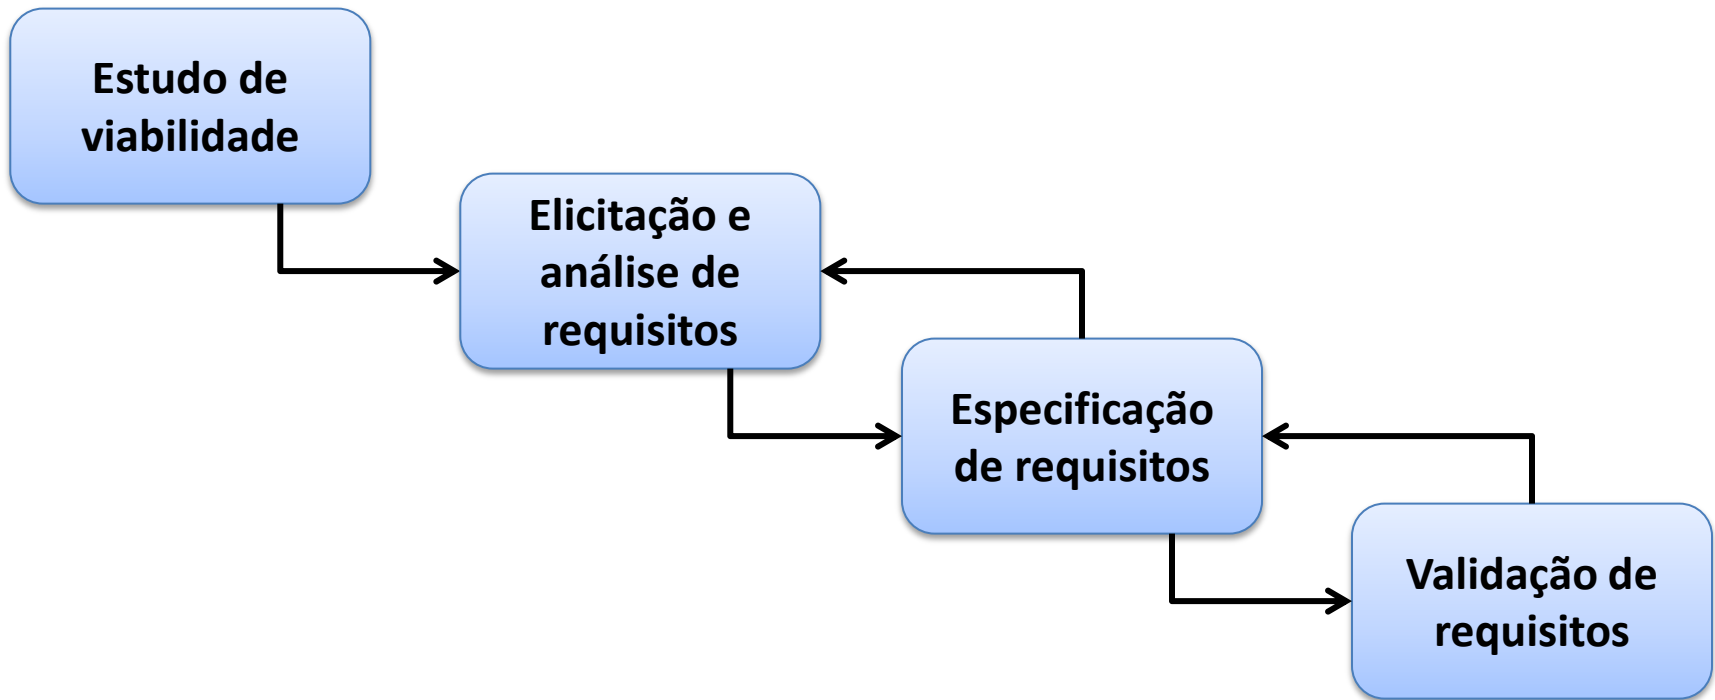 Estudo de
viabilidade
Elicitação e
análise de
requisitos
Especificação
de requisitos
Validação de
requisitos